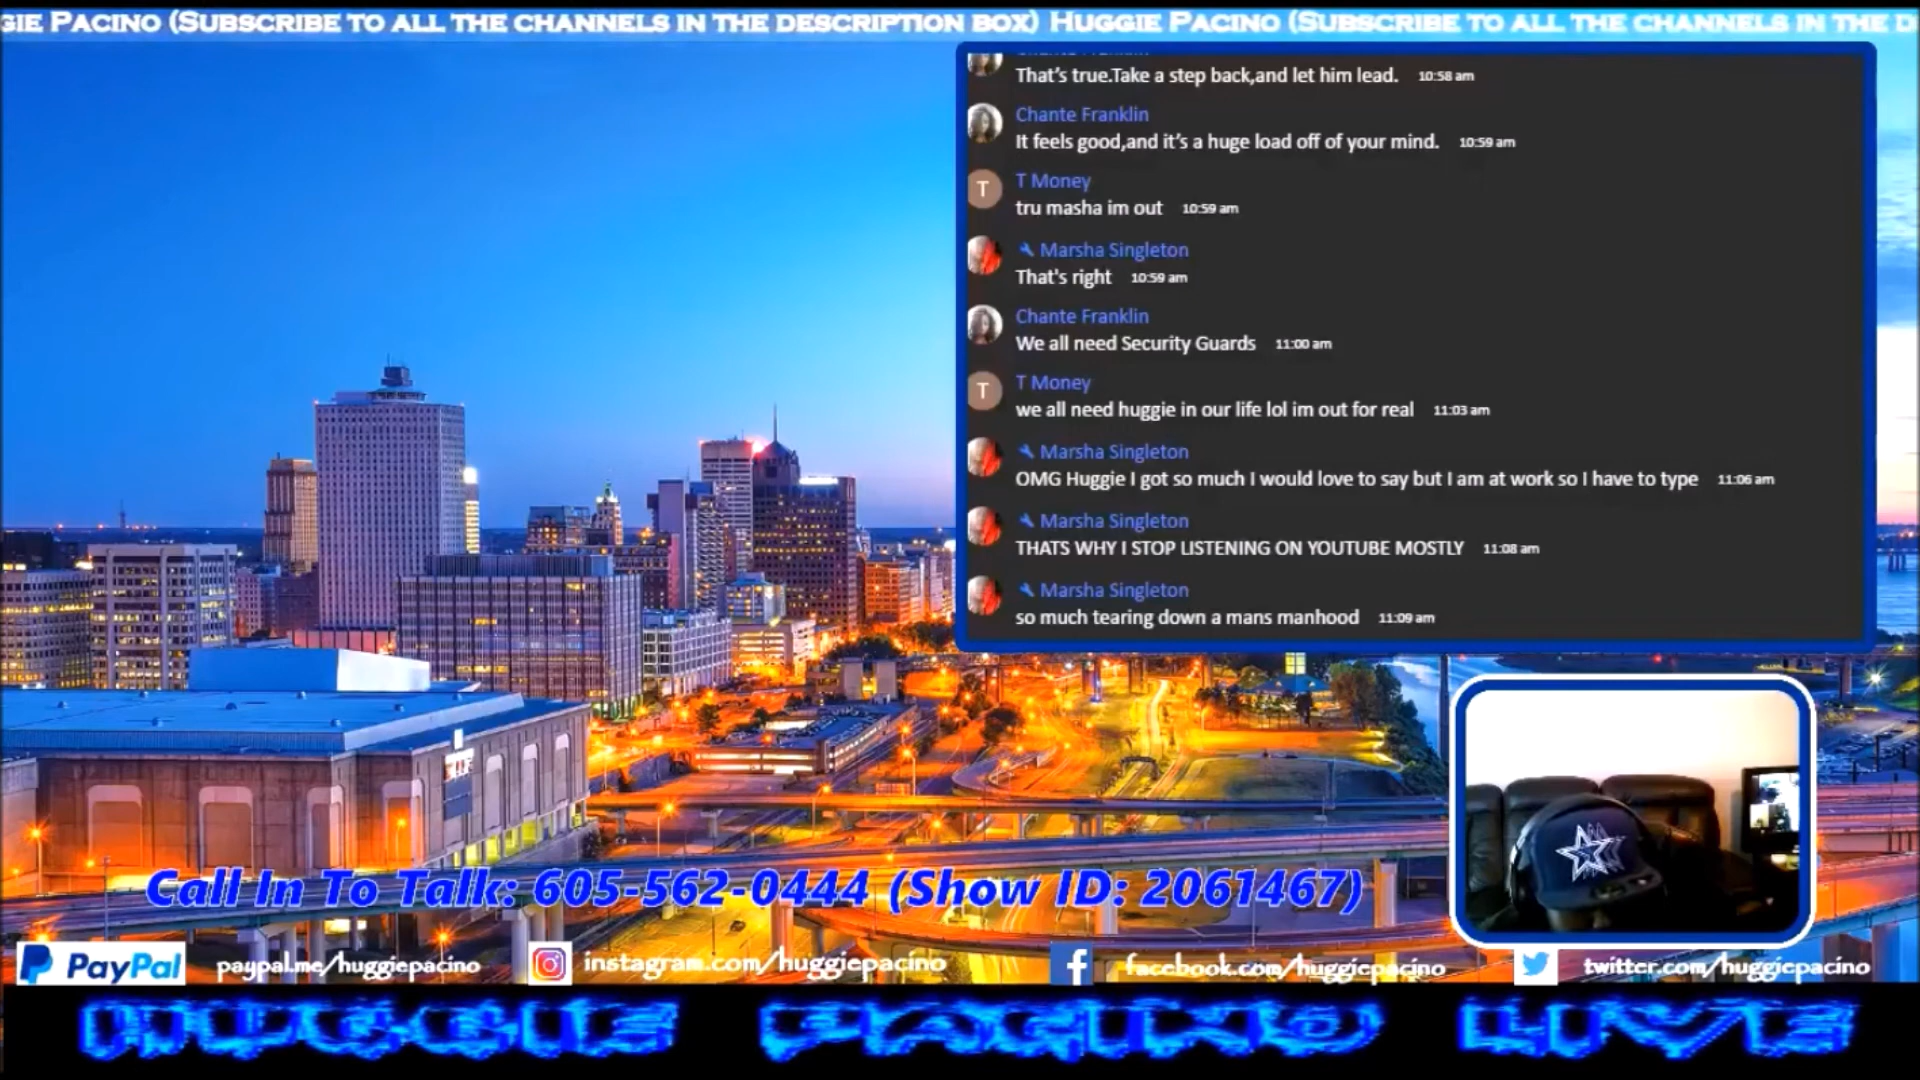 GIE PACINO (SUBSCRIBE TO ALL THE CHANNELS IN THE DESCRIPTION BOX) HUGGIE PACINO (SUBSCRIBE TO ALL THE CHANNELS IN THE D
That's true.Take a step back,and let him lead. 10:58 am
Chante Franklin
It feels good,and it's a huge load off of your mind. 10:59 am
T
T Money
tru masha im out 10:59 am
Marsha Singleton
That's right 10:59 am
Chante Franklin
We all need Security Guards 11:00 am
T
T Money
we all need huggie in our life lol im out for real 11:03 am
Marsha Singleton
OMG Huggie I got so much I would love to say but I am at work so I have to type 11:06 am
Marsha Singleton
THATS WHY I STOP LISTENING ON YOUTUBE MOSTLY 11:08 am
Marsha Singleton
so much tearing down a mans manhood 11:09 am
Call In To Talk: 605-562-0444 (Show ID: 2061467)
PayPal paypal.me/huggiepacino instagram.com/huggiepacino facebook.com/huggiepacino twitter.com/huggiepacino
HUGGIE PACINO LIVE